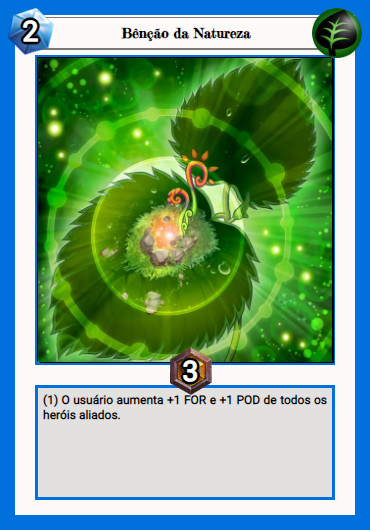 2
Bênção da Natureza
3
(1) O usuário aumenta +1 FOR e +1 POD de todos os
heróis aliados.